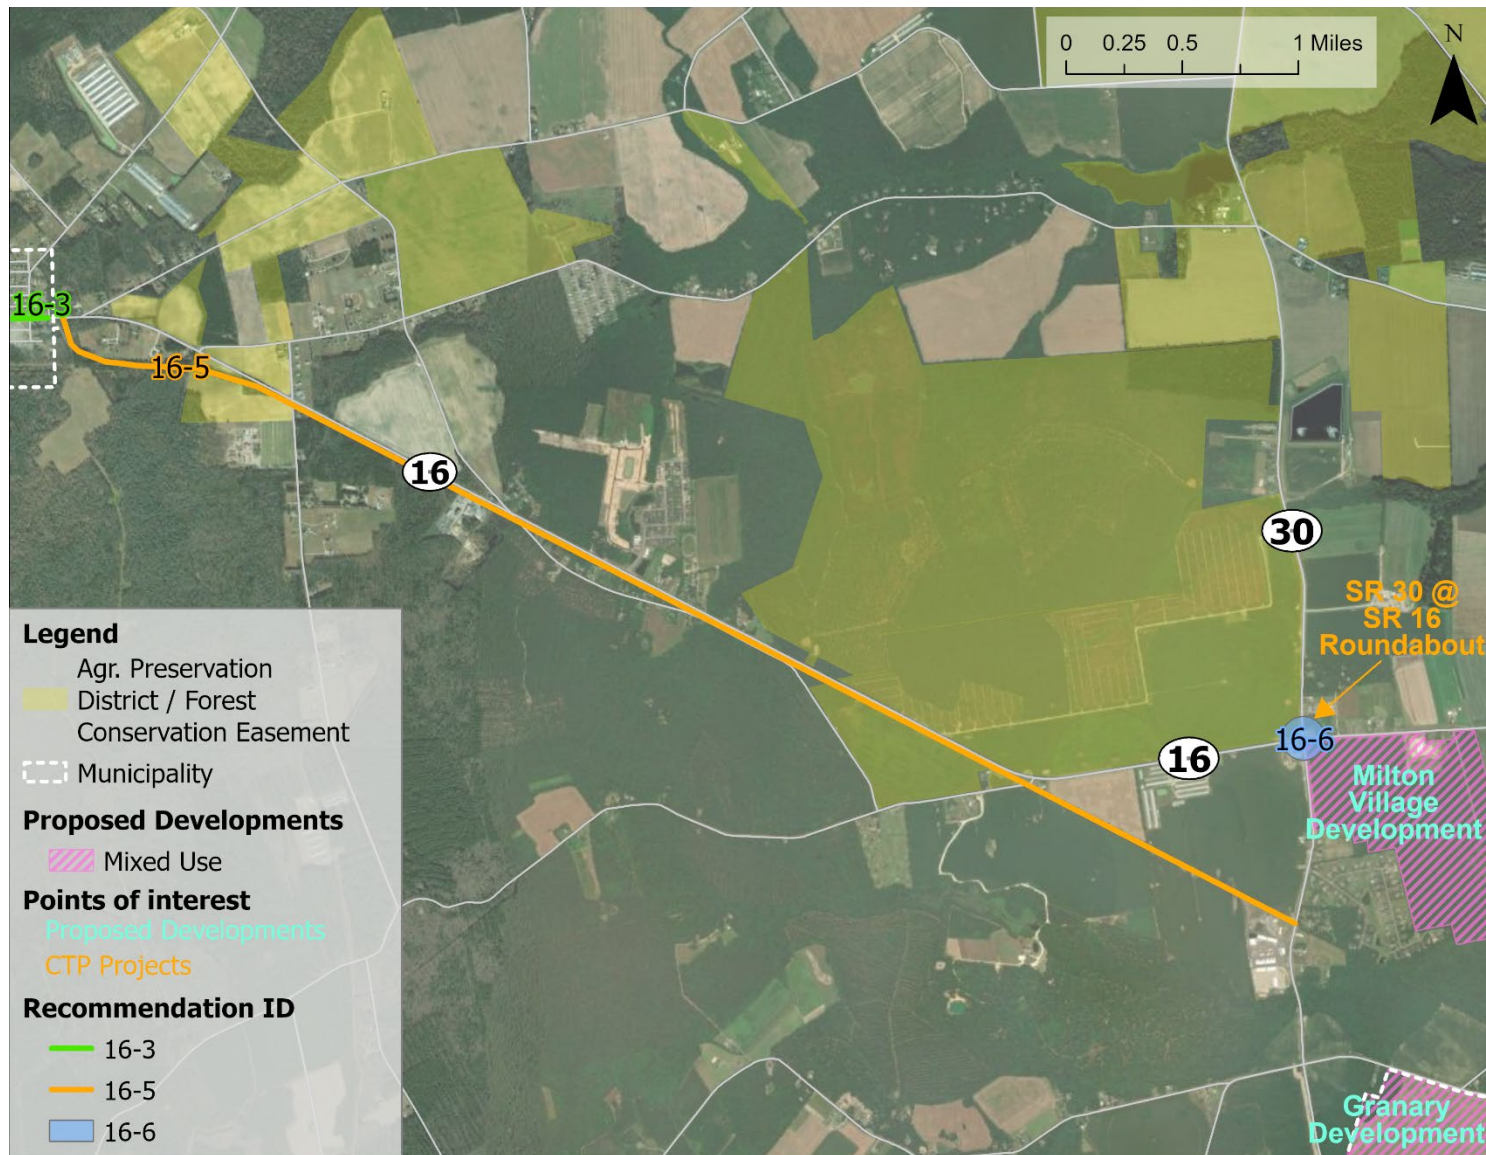 0 0.25 0.5 1 Miles
N
16-3
16-5
16
30
SR 30 @
SR 16
Roundabout
16-6
16
Milton
Village
Development
Granary
Development
Legend
Agr. Preservation
District / Forest
Conservation Easement
Municipality
Proposed Developments
Mixed Use
Points of interest
Proposed Developments
CTP Projects
Recommendation ID
16-3
16-5
16-6